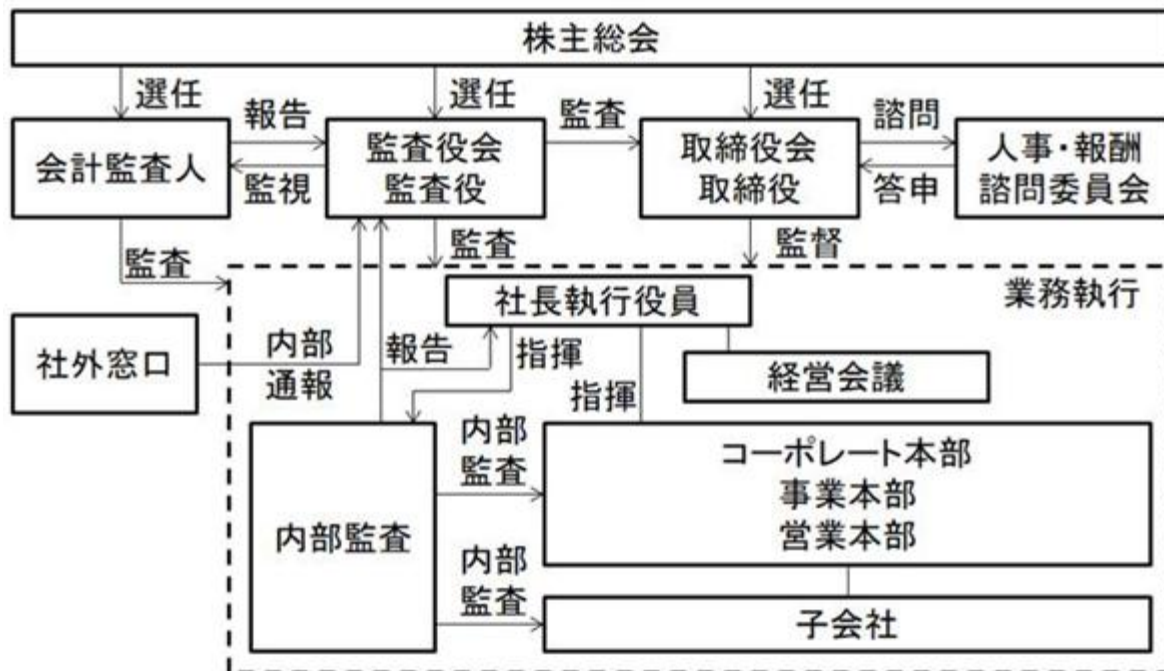 株主総会
選任
選任
選任
会計監査人
報告
監視
監査役会
監査役
監査
取締役会
取締役
諮問
答申
人事・報酬
諮問委員会
監査
監査
監督
業務執行
社長執行役員
社外窓口
内部
通報
報告
指揮
指揮
経営会議
内部監査
内部
監査
コーポレート本部
事業本部
営業本部
内部
監査
子会社